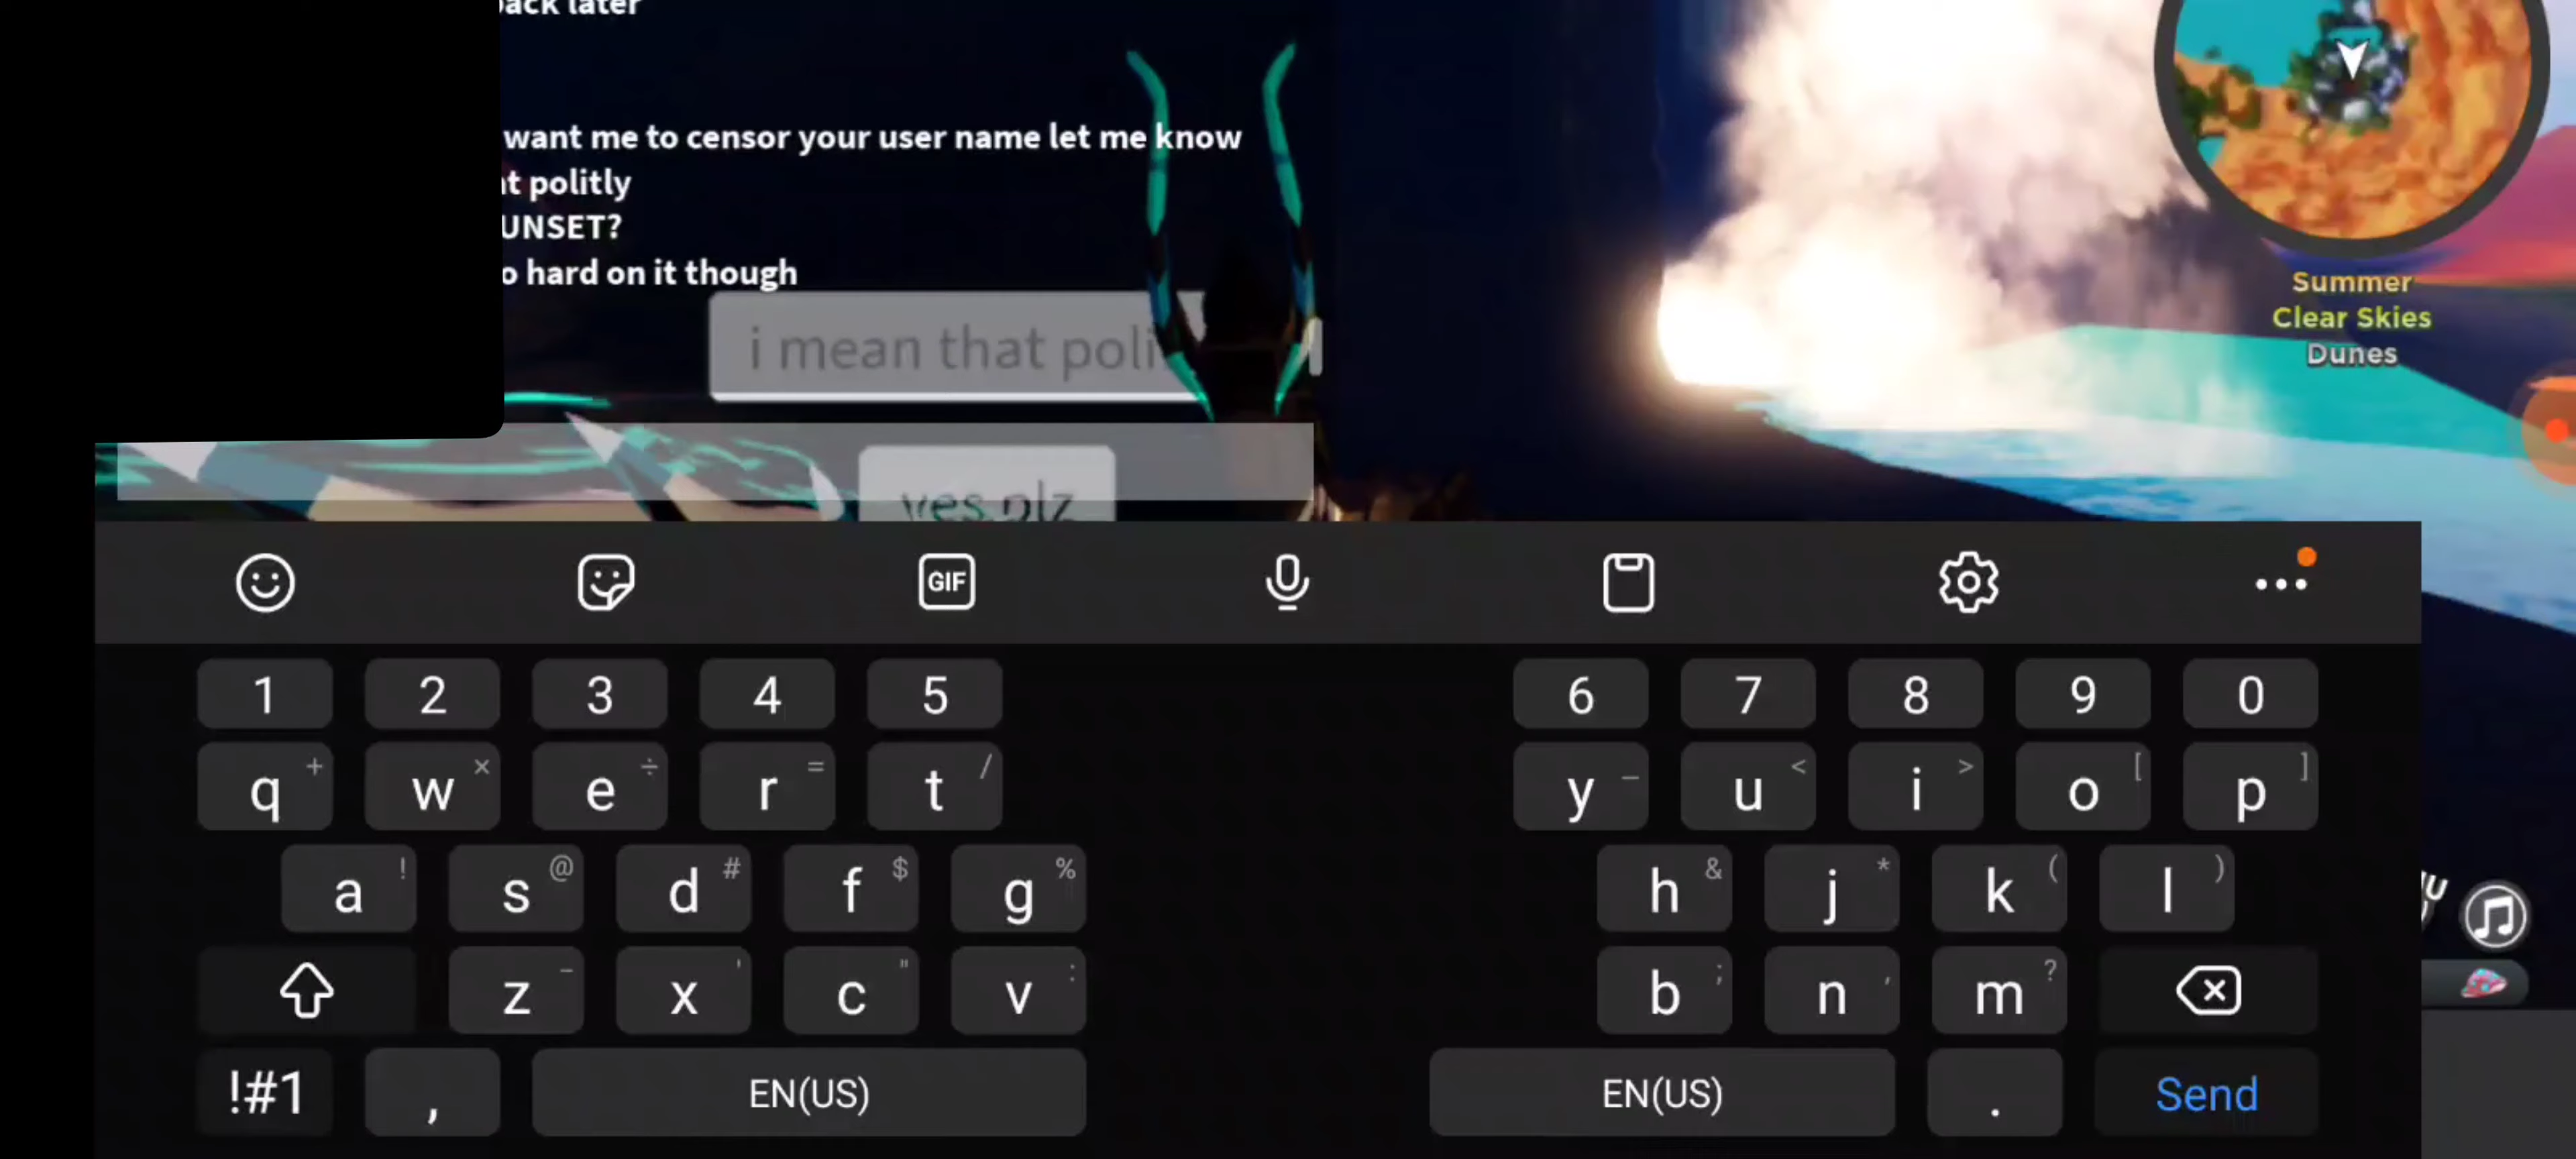 back later
want me to censor your user name let me know
politly
UNSET?
o hard on it though
i mean that poli
yes plz
Summer
Clear Skies
Dunes
GIF
1 2 3 4 5 6 7 8 9 0
q + w × e ÷ r = t / y _ u < i > o [ p ]
a ! s @ d # f $ g % h & j * k ( l )
z - x ' c " v : b ; n , m ?
!#1 , EN(US) EN(US) . Send